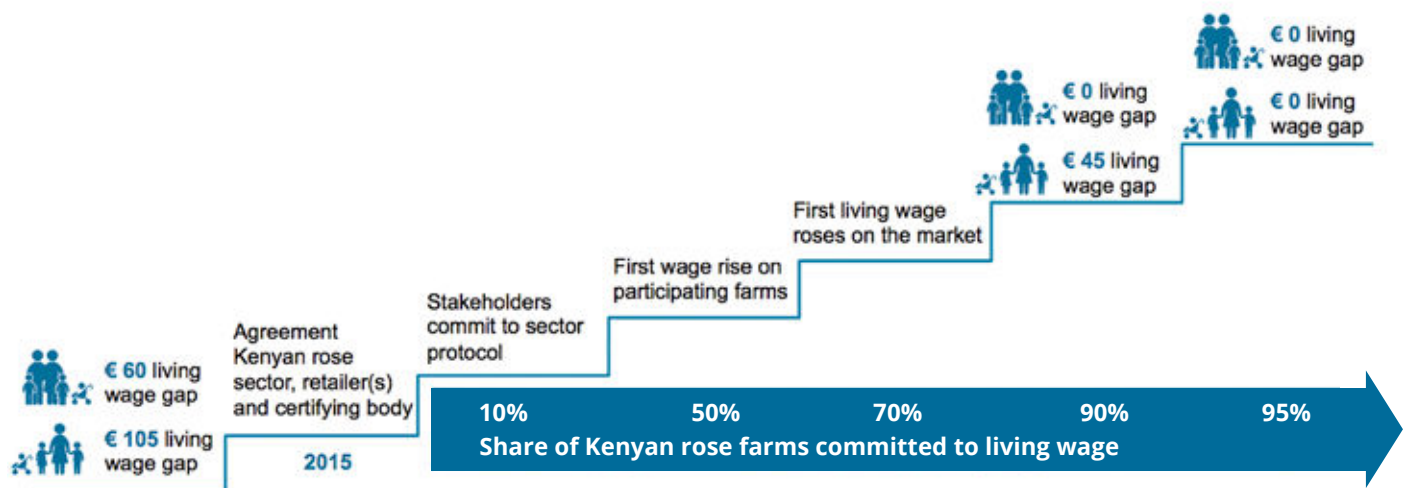 € 60 living
wage gap
€ 105 living
wage gap
Agreement
Kenyan rose
sector, retailer(s)
and certifying body
2015
Stakeholders
commit to sector
protocol
First wage rise on
participating farms
First living wage
roses on the market
€ 0 living
wage gap
€ 45 living
wage gap
€ 0 living
wage gap
€ 0 living
wage gap
10% 50% 70% 90% 95%
Share of Kenyan rose farms committed to living wage